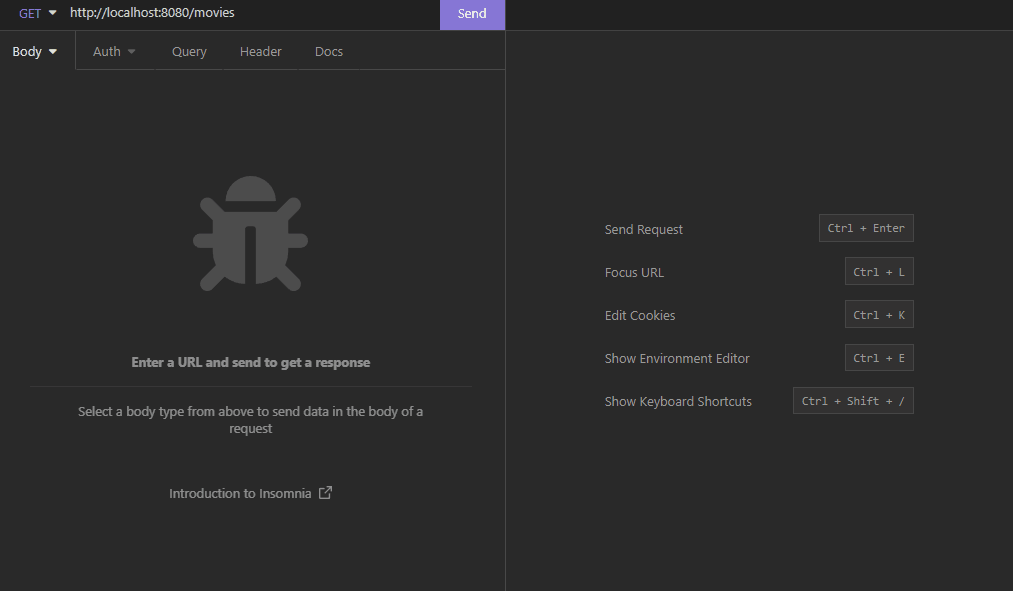 GET http://localhost:8080/movies Send
Body Auth Query Header Docs
Enter a URL and send to get a response
Select a body type from above to send data in the body of a
request
Introduction to Insomnia
Send Request Ctrl + Enter
Focus URL Ctrl + L
Edit Cookies Ctrl + K
Show Environment Editor Ctrl + E
Show Keyboard Shortcuts Ctrl + Shift + /